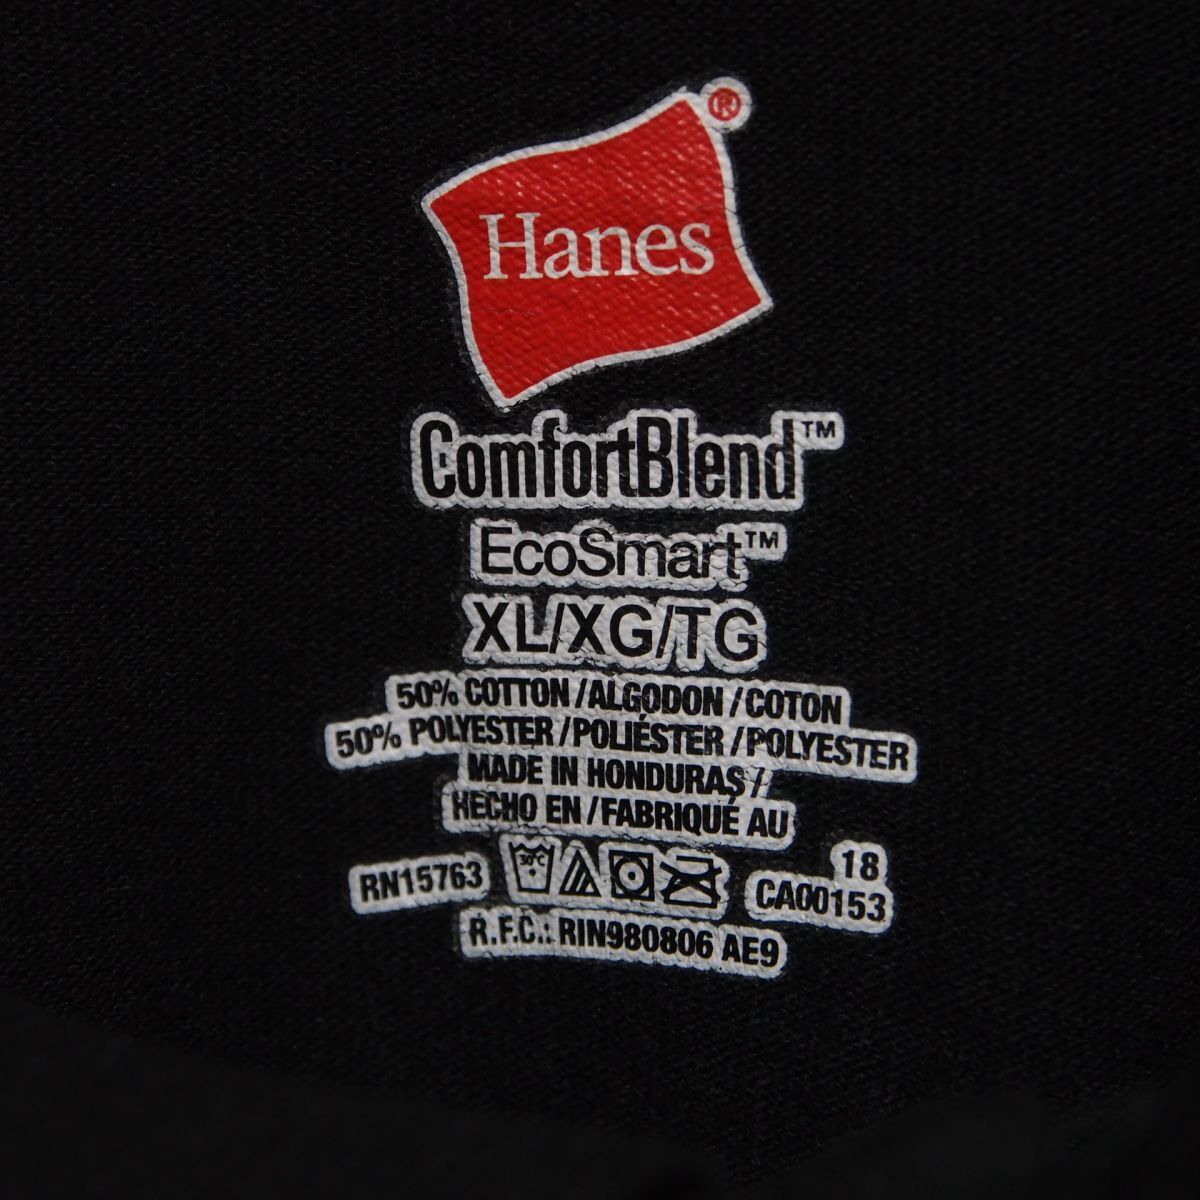 ®
Hanes
ComfortBlend™
EcoSmart™
XL/XG/TG
50% COTTON/ALGODON/COTON
50% POLYESTER/POLIÉSTER/POLYESTER
MADE IN HONDURAS/
HECHO EN/FABRIQUÉ AU
30°C
18
RN15763
CA00153
R.F.C.: RIN980806 AE9